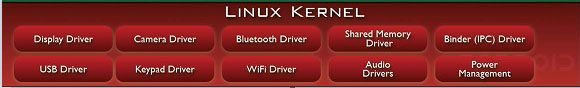 LINUX KERNEL
Display Driver
Camera Driver
Bluetooth Driver
Shared Memory
Driver
Binder (IPC) Driver
USB Driver
Keypad Driver
WiFi Driver
Audio
Drivers
Power
Management